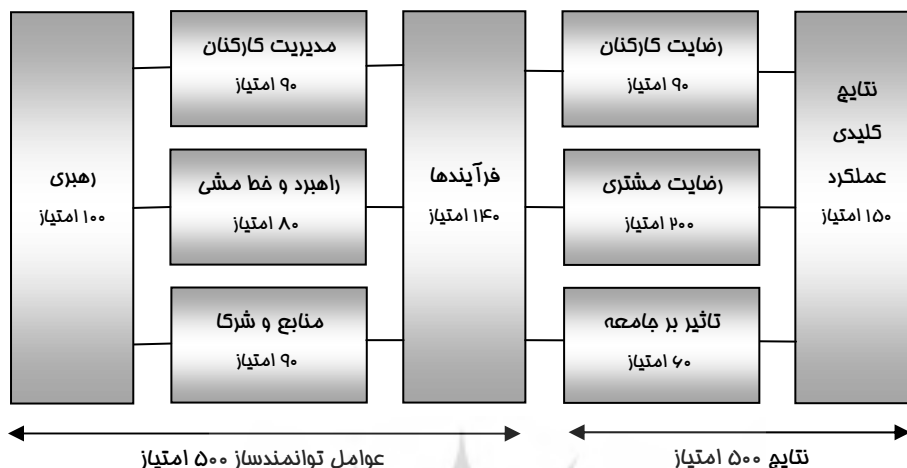 رهبری
۱۰۰ امتیاز
مدیریت کارکنان
۹۰ امتیاز
راهبرد و خط مشی
۸۰ امتیاز
منابع و شرکا
۹۰ امتیاز
فرآیندها
۱۴۰ امتیاز
رضایت کارکنان
۹۰ امتیاز
رضایت مشتری
۲۰۰ امتیاز
تاثیر بر جامعه
۶۰ امتیاز
نتایج
کلیدی
عملکرد
۱۵۰ امتیاز
عوامل توانمندساز ۵۰۰ امتیاز
نتایج ۵۰۰ امتیاز